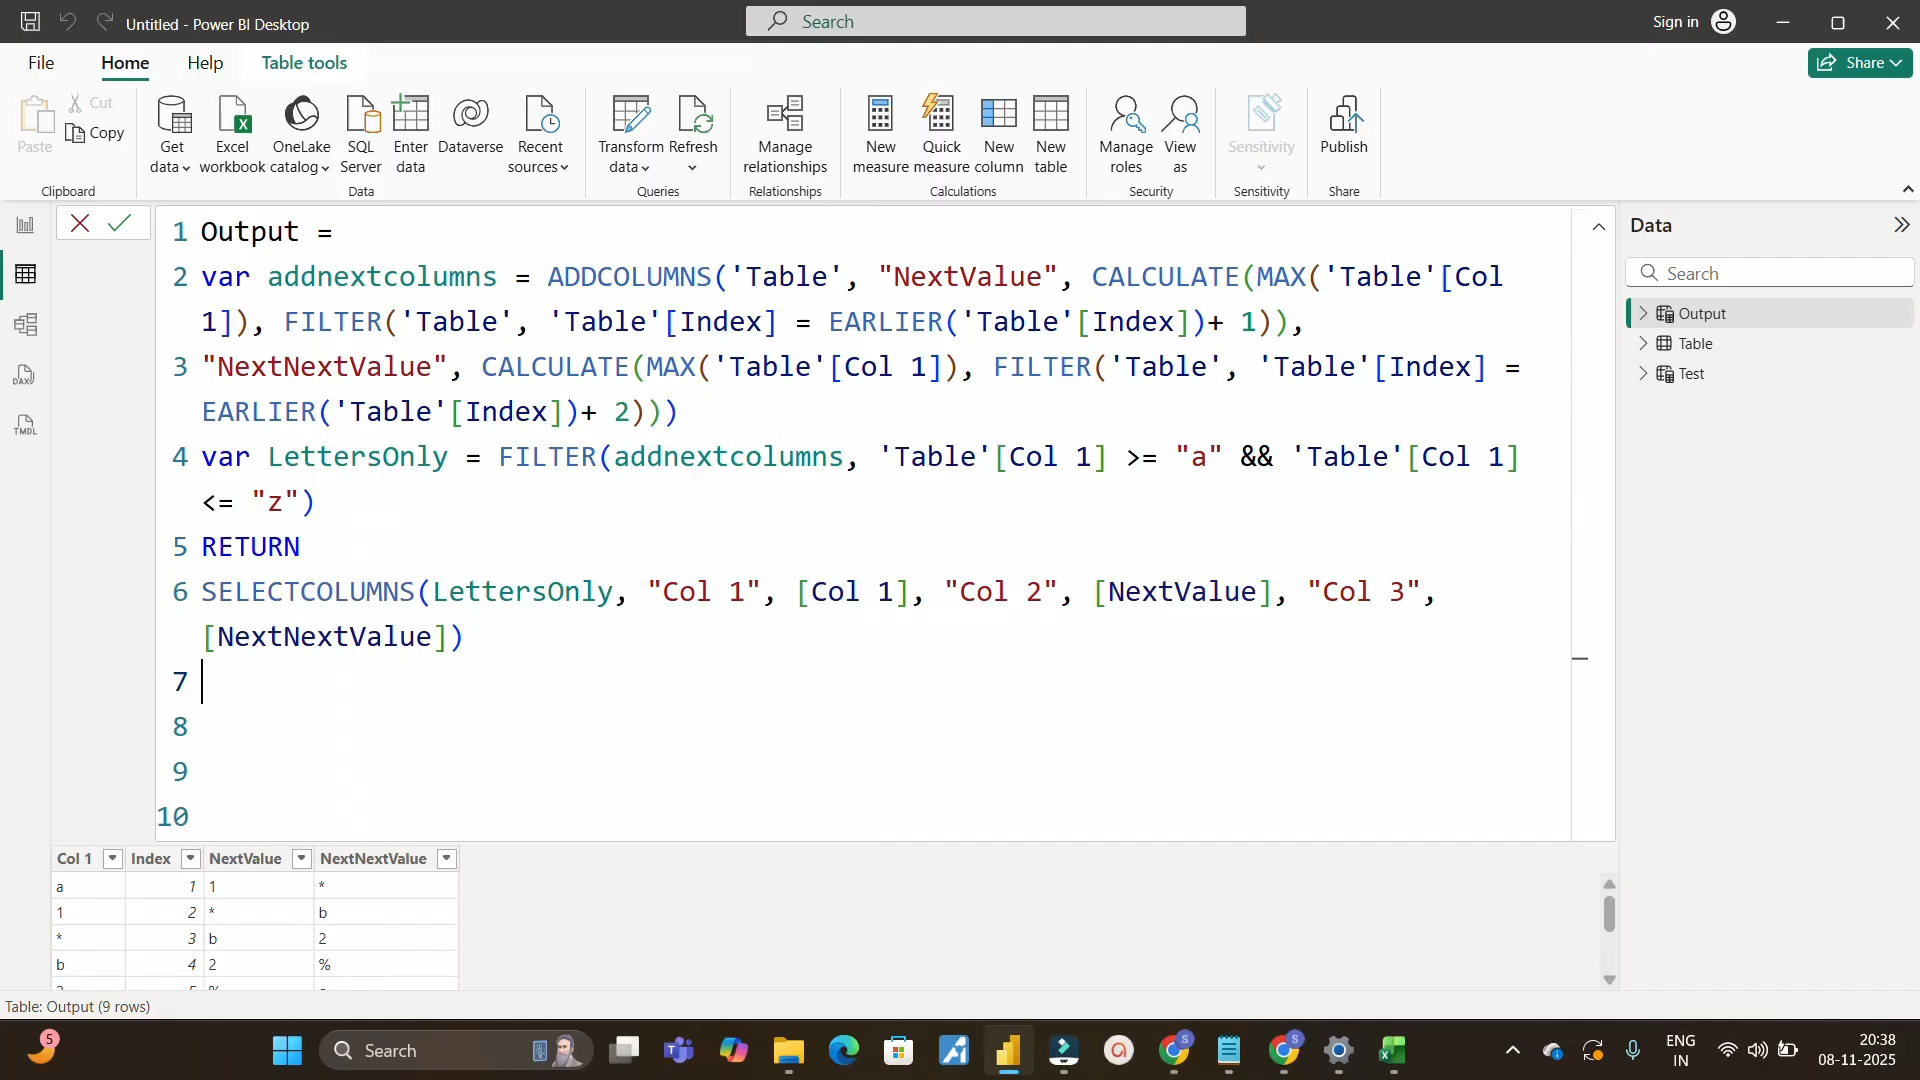 Untitled - Power BI Desktop
Search
Sign in
File Home Help Table tools
Share
Paste
Cut
Copy
Get data
Excel workbook
OneLake catalog
SQL Server
Enter data
Dataverse
Recent sources
Transform data
Refresh
Manage relationships
New measure
Quick measure
New column
New table
Manage roles
View as
Sensitivity
Publish
Clipboard
Data
Queries
Relationships
Calculations
Security
Sensitivity
Share
1 Output =
2 var addnextcolumns = ADDCOLUMNS('Table', "NextValue", CALCULATE(MAX('Table'[Col
1]), FILTER('Table', 'Table'[Index] = EARLIER('Table'[Index])+ 1)),
3 "NextNextValue", CALCULATE(MAX('Table'[Col 1]), FILTER('Table', 'Table'[Index] =
EARLIER('Table'[Index])+ 2)))
4 var LettersOnly = FILTER(addnextcolumns, 'Table'[Col 1] >= "a" && 'Table'[Col 1]
<= "z")
5 RETURN
6 SELECTCOLUMNS(LettersOnly, "Col 1", [Col 1], "Col 2", [NextValue], "Col 3",
[NextNextValue])
7
8
9
10
Data
Search
Output
Table
Test
DAX
TMDL
Col 1 Index NextValue NextNextValue
a 1 1 *
1 2 * b
* 3 b 2
b 4 2 %
Table: Output (9 rows)
5
Search
ENG
IN
20:38
08-11-2025